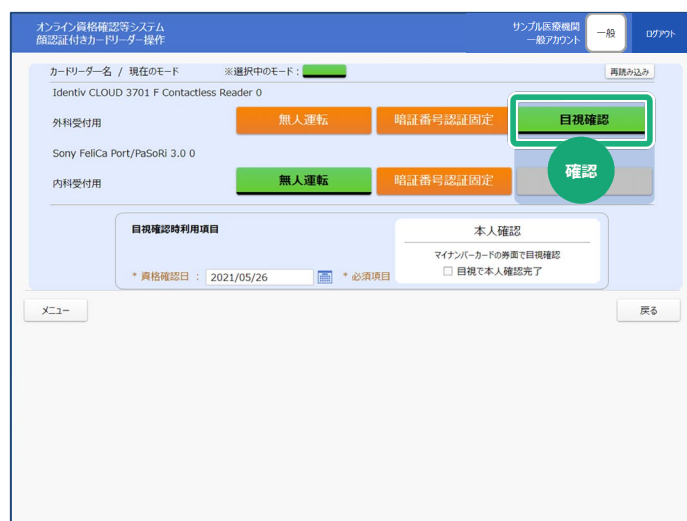 オンライン資格確認等システム
顔認証付きカードリーダー操作
サンプル医療機関
一般アカウント
一般
ログアウト
カードリーダー名 / 現在のモード ※選択中のモード：
再読み込み
Identiv CLOUD 3701 F Contactless Reader 0
外科受付用 無人運転 暗証番号認証固定 目視確認
Sony FeliCa Port/PaSoRi 3.0 0
確認
内科受付用 無人運転 暗証番号認証固定
目視確認時利用項目
本人確認
マイナンバーカードの券面で目視確認
* 資格確認日 ： 2021/05/26 * 必須項目
目視で本人確認完了
メニュー 戻る